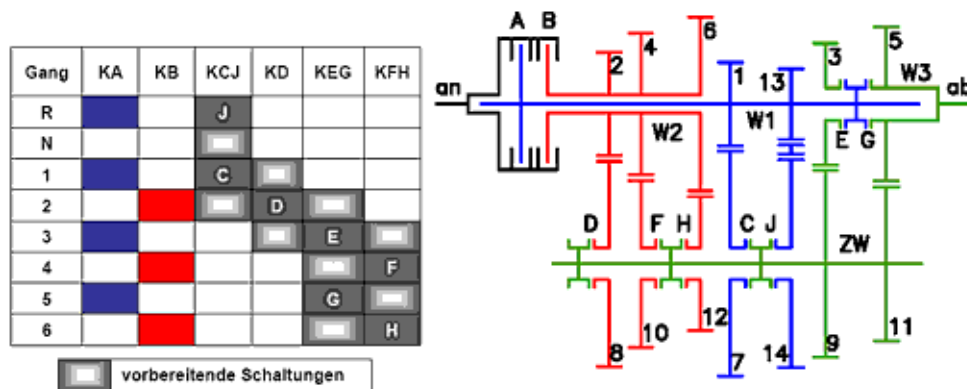 Gang KA KB KCJ KD KEG KFH
R J
N
1 C
2 D
3 E
4 F
5 G
6 H
vorbereitende Schaltungen
A B
6
4
2
1
13
3
5
W3
an
ab
W2
W1
E G
D
F H
C J
ZW
8
10
12
7
14
9
11